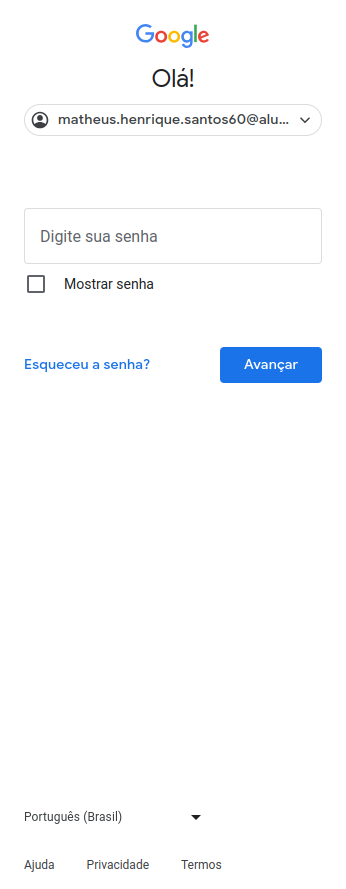 Google
Olá!
matheus.henrique.santos60@alu...
Digite sua senha
Mostrar senha
Esqueceu a senha?
Avançar
Português (Brasil)
Ajuda Privacidade Termos